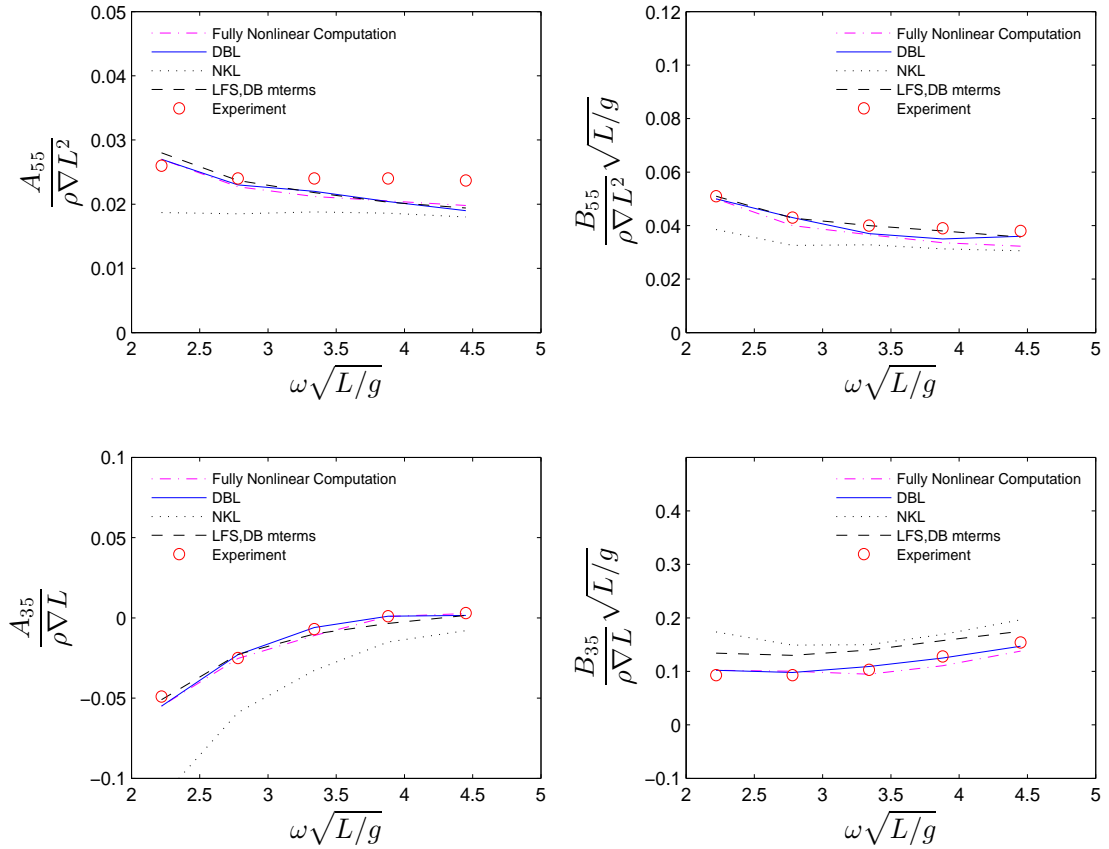 0.05
0.04
0.03
0.02
0.01
0
2 2.5 3 3.5 4 4.5 5
A₅₅
ρ∇L²
ω√L/g
Fully Nonlinear Computation
DBL
NKL
LFS,DB mterms
Experiment
0.12
0.1
0.08
0.06
0.04
0.02
0
2 2.5 3 3.5 4 4.5 5
B₅₅
ρ∇L²
√L/g
ω√L/g
Fully Nonlinear Computation
DBL
NKL
LFS,DB mterms
Experiment
0.1
0.05
0
−0.05
−0.1
2 2.5 3 3.5 4 4.5 5
A₃₅
ρ∇L
ω√L/g
Fully Nonlinear Computation
DBL
NKL
LFS,DB mterms
Experiment
0.4
0.3
0.2
0.1
0
−0.1
2 2.5 3 3.5 4 4.5 5
B₃₅
ρ∇L
√L/g
ω√L/g
Fully Nonlinear Computation
DBL
NKL
LFS,DB mterms
Experiment